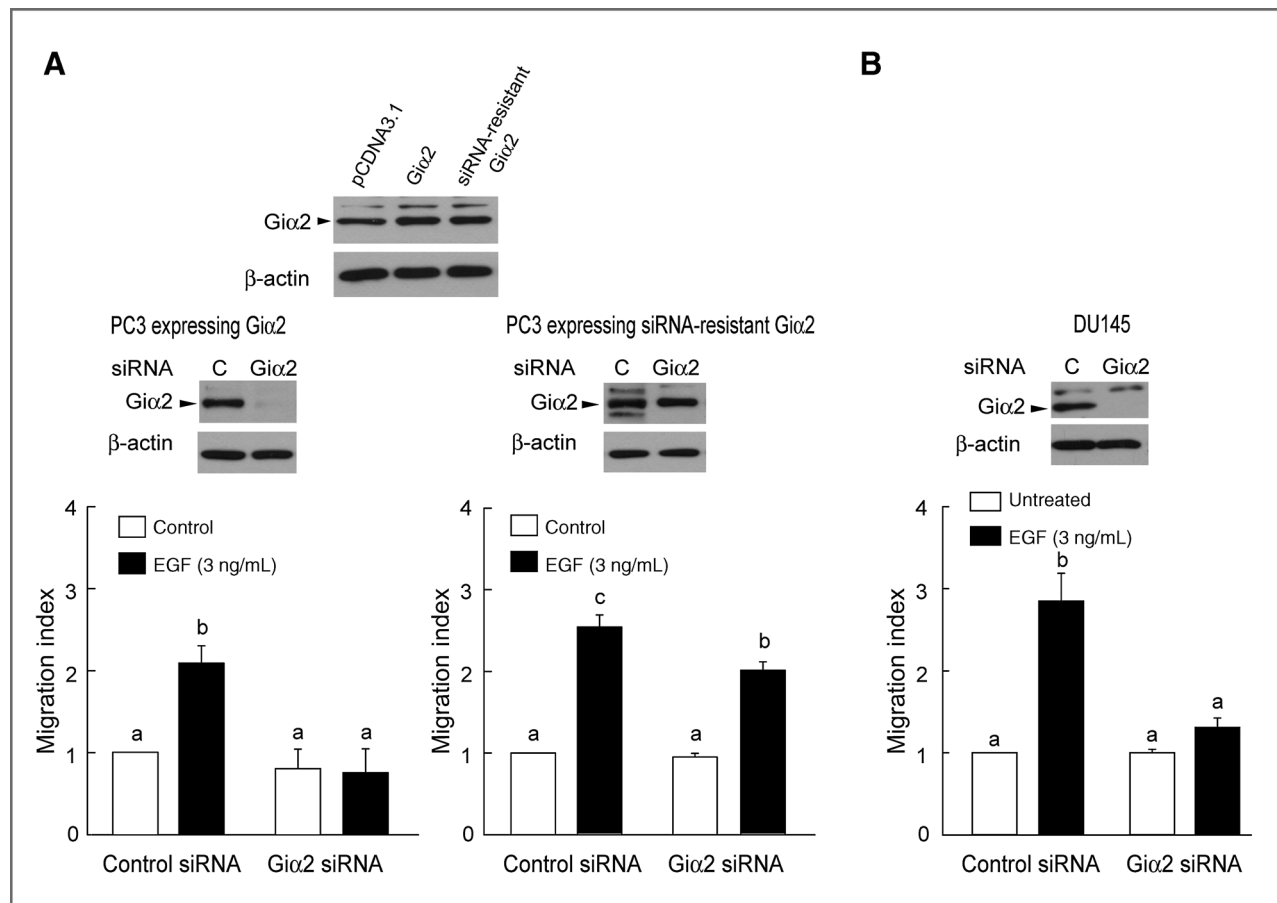 A
B
pCDNA3.1
Giα2
siRNA-resistant
Giα2
Giα2
β-actin
PC3 expressing Giα2
siRNA C Giα2
Giα2
β-actin
4
3
2
1
0
Migration index
Control
EGF (3 ng/mL)
a
b
a
a
Control siRNA Giα2 siRNA
PC3 expressing siRNA-resistant Giα2
siRNA C Giα2
Giα2
β-actin
4
3
2
1
0
Migration index
Control
EGF (3 ng/mL)
a
c
a
b
Control siRNA Giα2 siRNA
DU145
siRNA C Giα2
Giα2
β-actin
4
3
2
1
0
Migration index
Untreated
EGF (3 ng/mL)
a
b
a
a
Control siRNA Giα2 siRNA